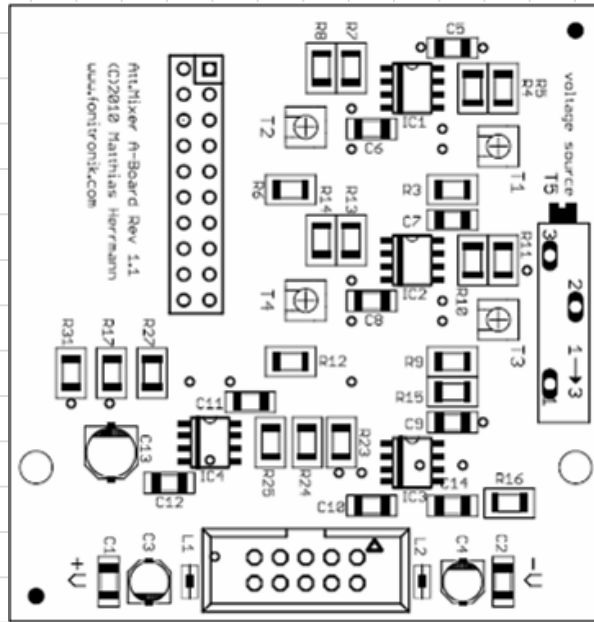 Att.Mixer A-Board Rev 1.1
(C)2010 Matthias Herrmann
www.fonitronik.com
R8
R7
C5
R4
R5
voltage source
T2
C6
IC1
T1
T5
R6
R3
R14
R13
C7
3
R11
2
IC2
R10
T4
C8
T3
1→3
1
R31
R17
R27
R12
R9
R15
C11
C9
C13
R23
IC4
R25
R24
IC3
C12
C10
C14
R16
+V
C1
C3
L1
L2
C4
C2
-V